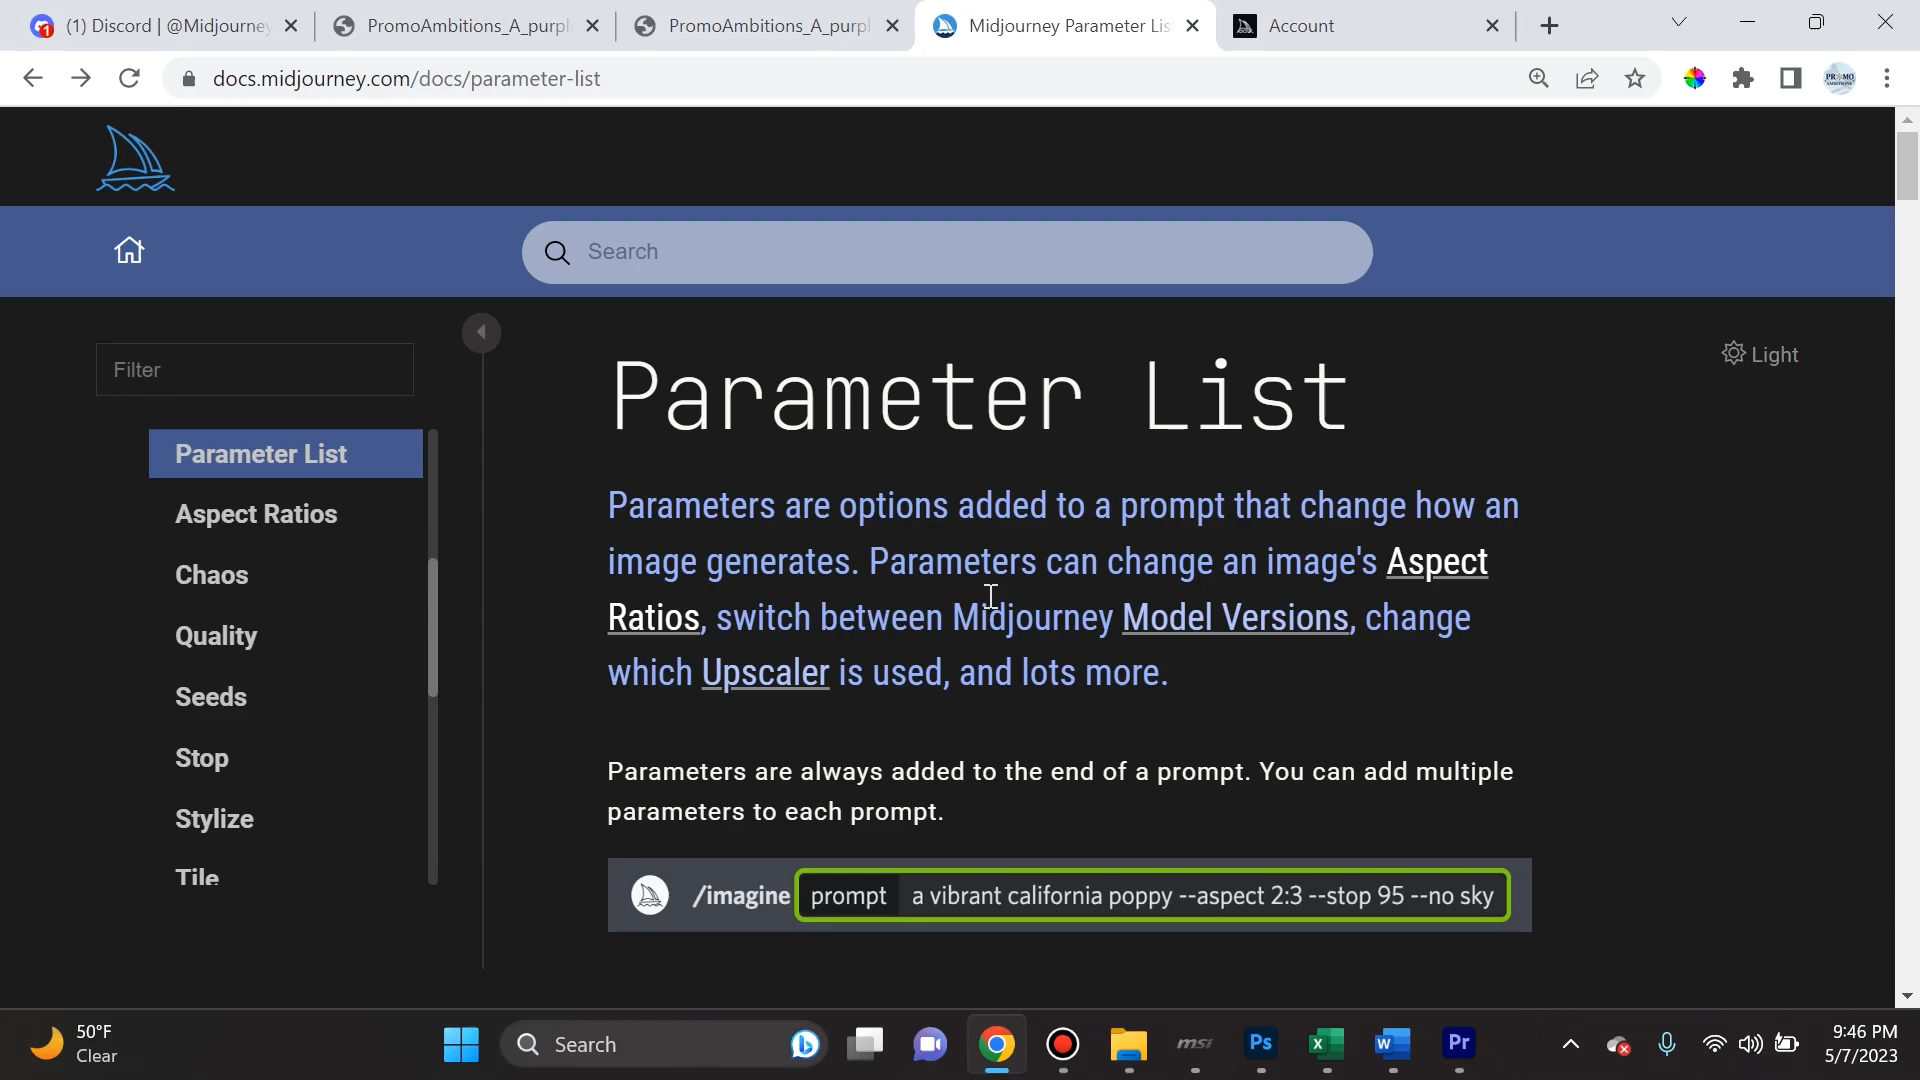 (1) Discord | @Midjourney
PromoAmbitions_A_purpl
PromoAmbitions_A_purpl
Midjourney Parameter Lis
Account
docs.midjourney.com/docs/parameter-list
PROMO
AMBITIONS
Search
Filter
Light
Parameter List
Aspect Ratios
Chaos
Quality
Seeds
Stop
Stylize
Tile
Parameter List
Parameters are options added to a prompt that change how an
image generates. Parameters can change an image's Aspect
Ratios, switch between Midjourney Model Versions, change
which Upscaler is used, and lots more.
Parameters are always added to the end of a prompt. You can add multiple
parameters to each prompt.
/imagine prompt a vibrant california poppy --aspect 2:3 --stop 95 --no sky
50°F
Clear
Search
msi
Ps
X
W
Pr
9:46 PM
5/7/2023